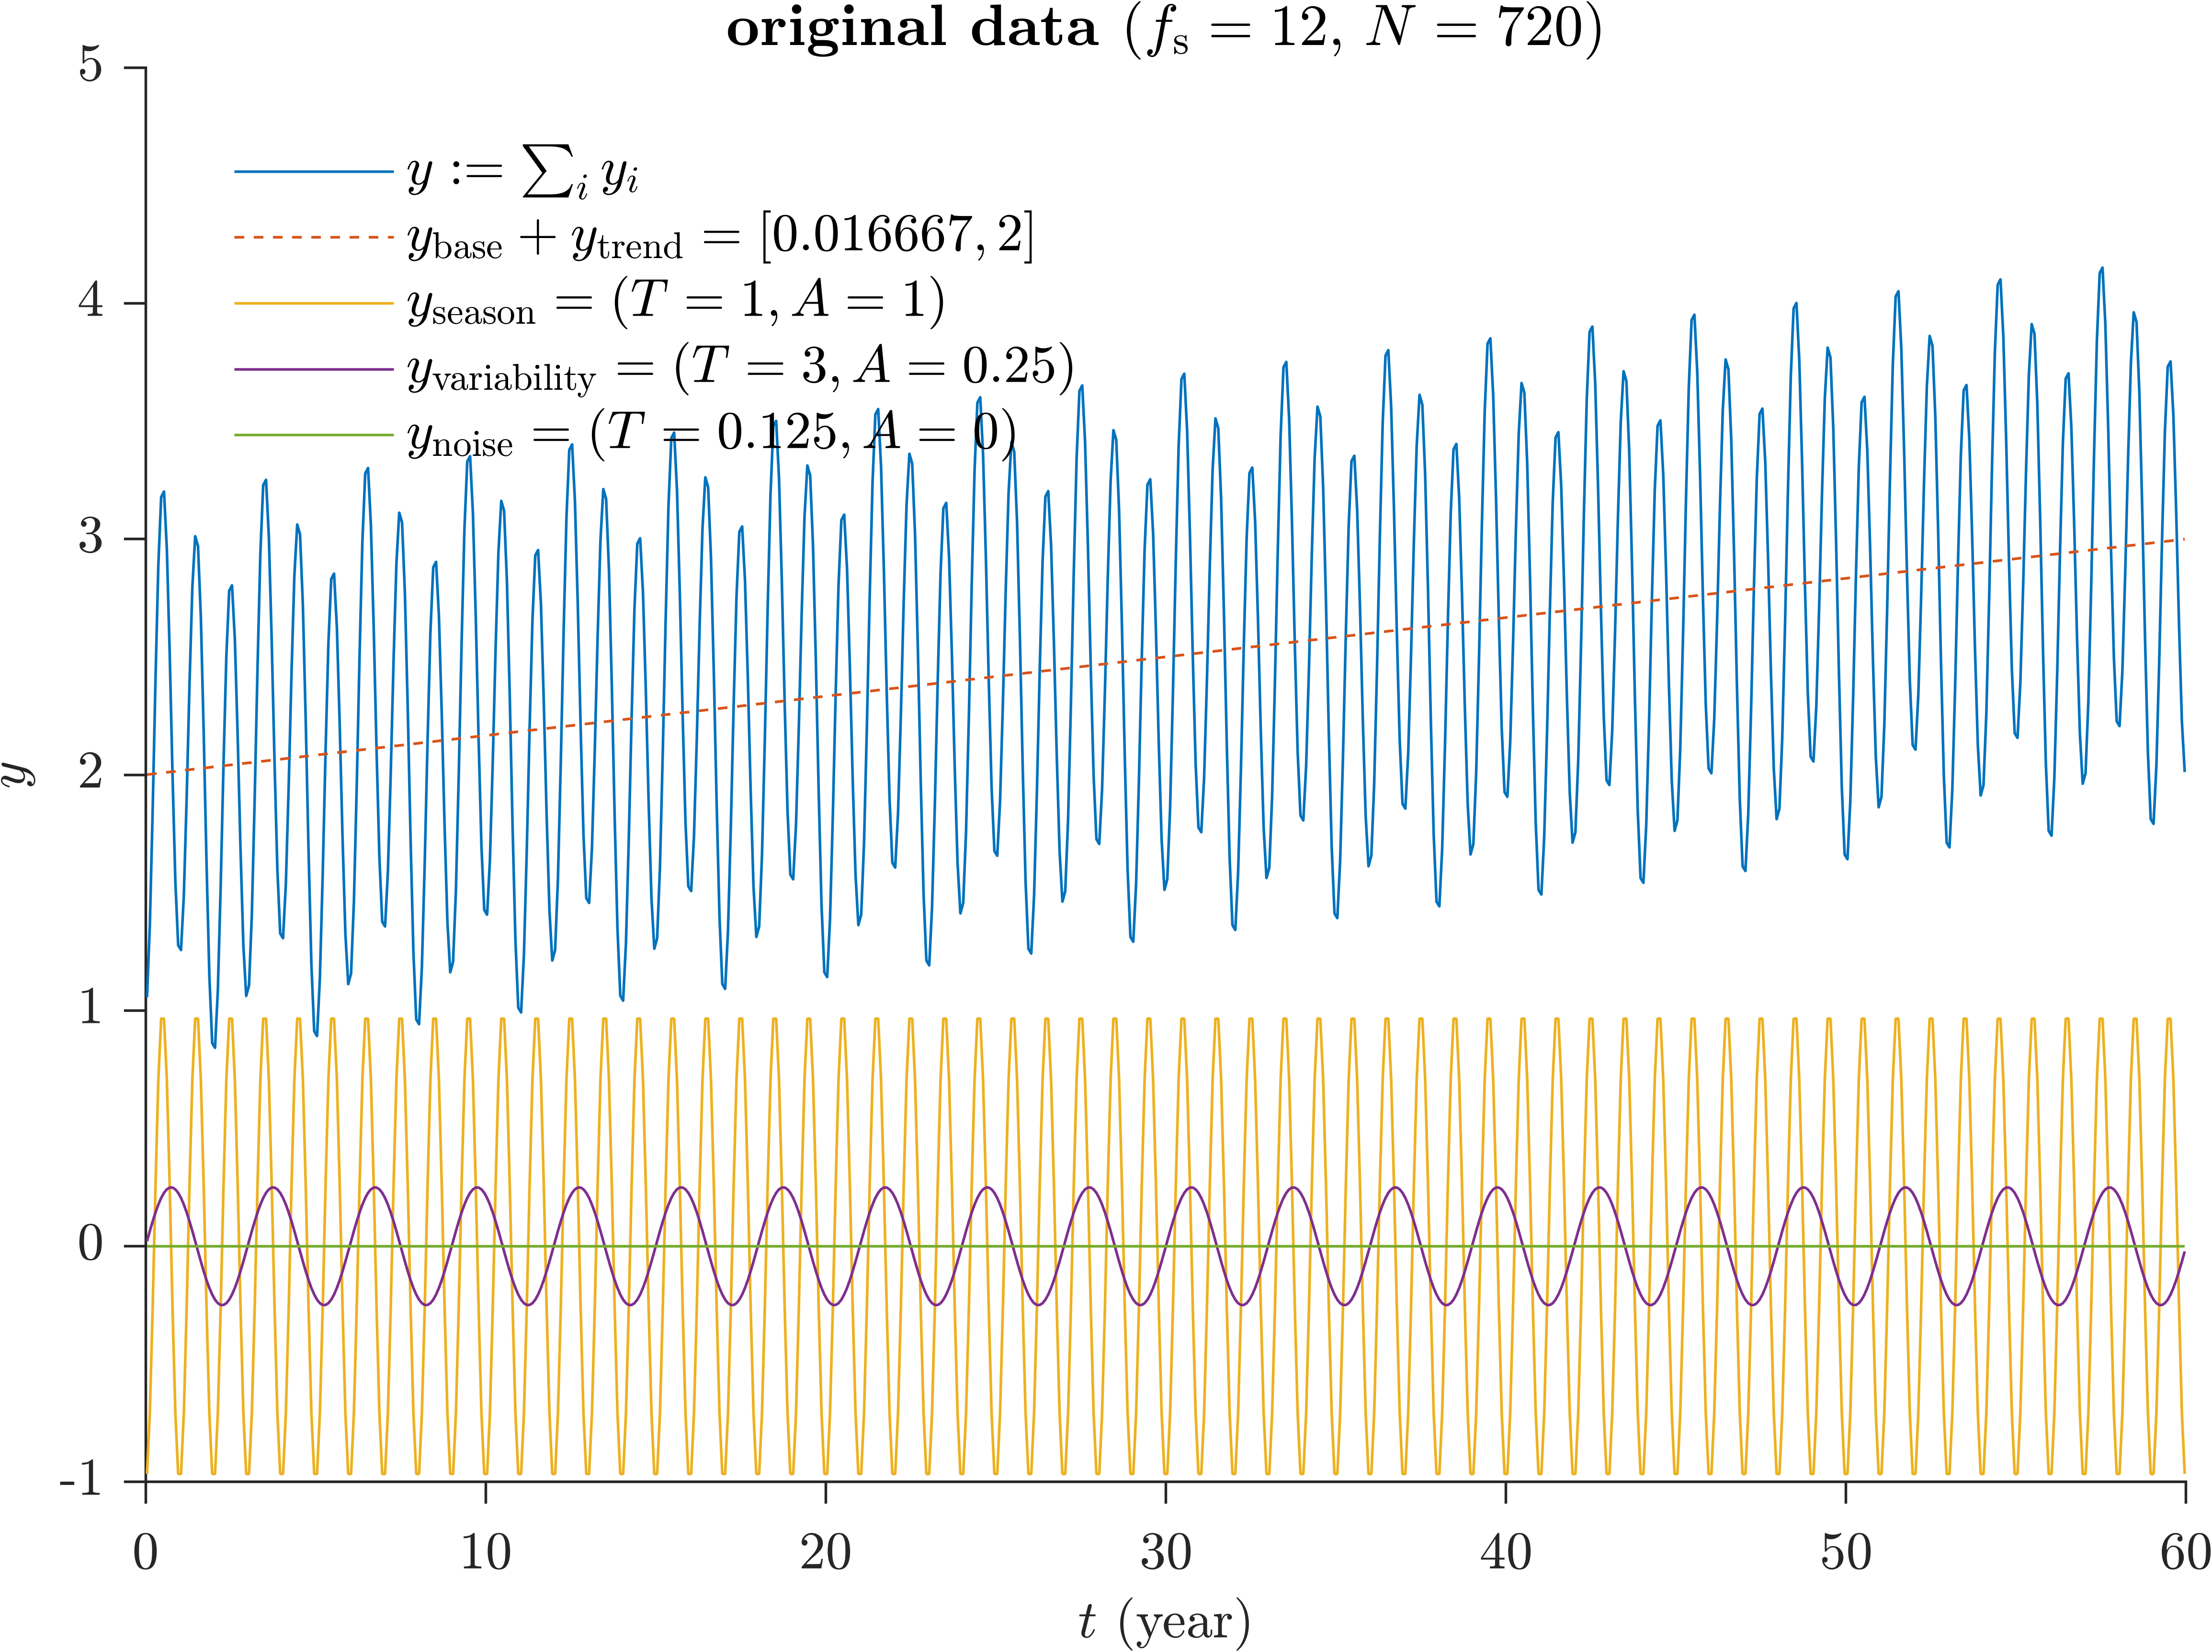 original data (fs = 12, N = 720)
5
y := ∑i yi
ybase + ytrend = [0.016667, 2]
4
yseason = (T = 1, A = 1)
yvariability = (T = 3, A = 0.25)
ynoise = (T = 0.125, A = 0)
3
2
y
1
0
-1
0 10 20 30 40 50 60
t (year)